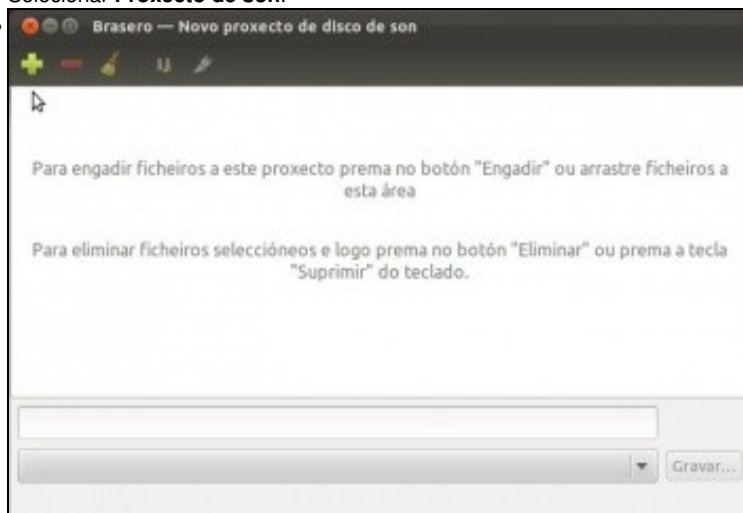 Seleccionar Proxecto de son.
Brasero — Novo proxecto de disco de son
Para engadir ficheiros a este proxecto prema no botón "Engadir" ou arrastre ficheiros a
esta área
Para eliminar ficheiros seleccióneos e logo prema no botón "Eliminar" ou prema a tecla
"Suprimir" do teclado.
Gravar...